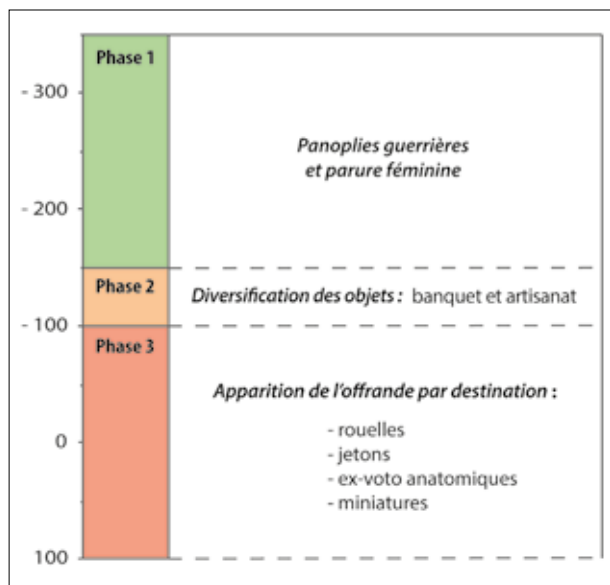 Phase 1
- 300
Panoplies guerrières
et parure féminine
- 200
Phase 2
Diversification des objets : banquet et artisanat
- 100
Phase 3
Apparition de l'offrande par destination :
- rouelles
0
- jetons
- ex-voto anatomiques
- miniatures
100